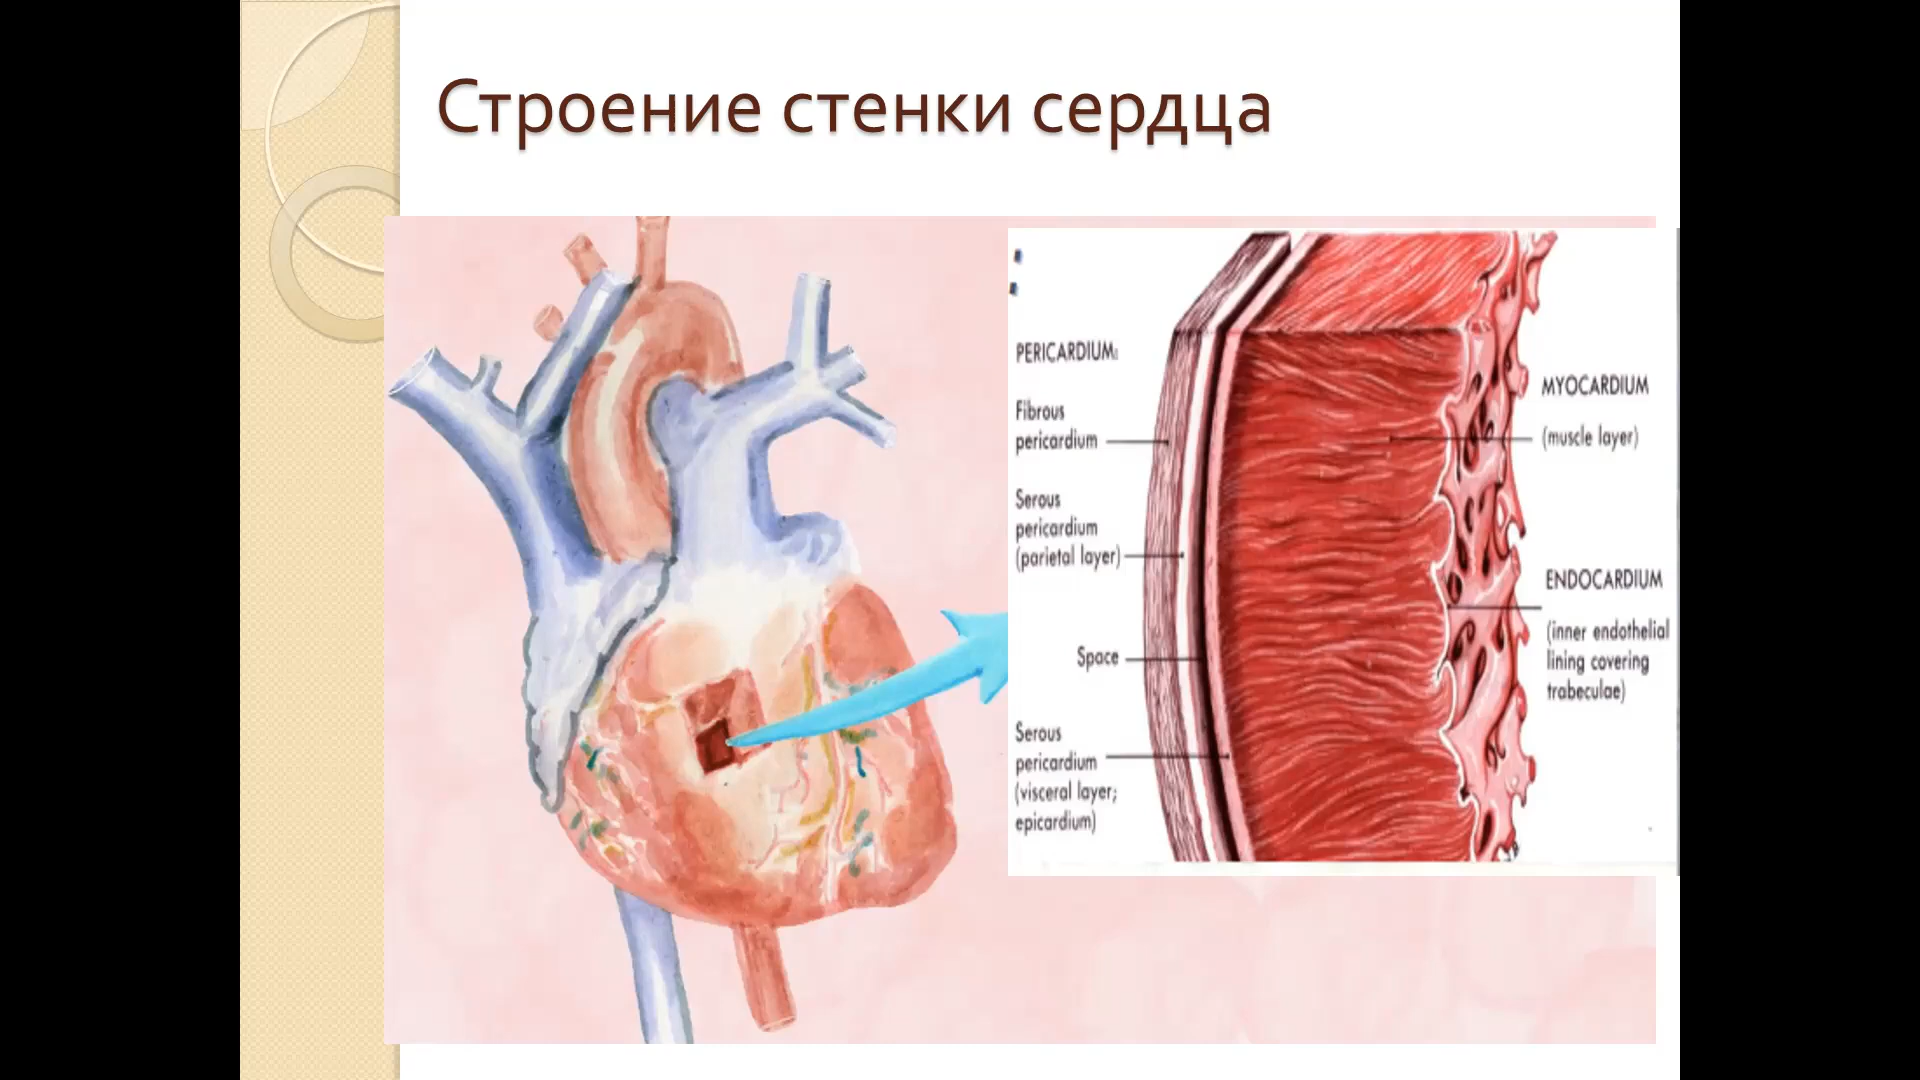 Строение стенки сердца
PERICARDIUM:
Fibrous
pericardium
Serous
pericardium
(parietal layer)
Space
Serous
pericardium
(visceral layer;
epicardium)
MYOCARDIUM
(muscle layer)
ENDOCARDIUM
(inner endothelial
lining covering
trabeculae)